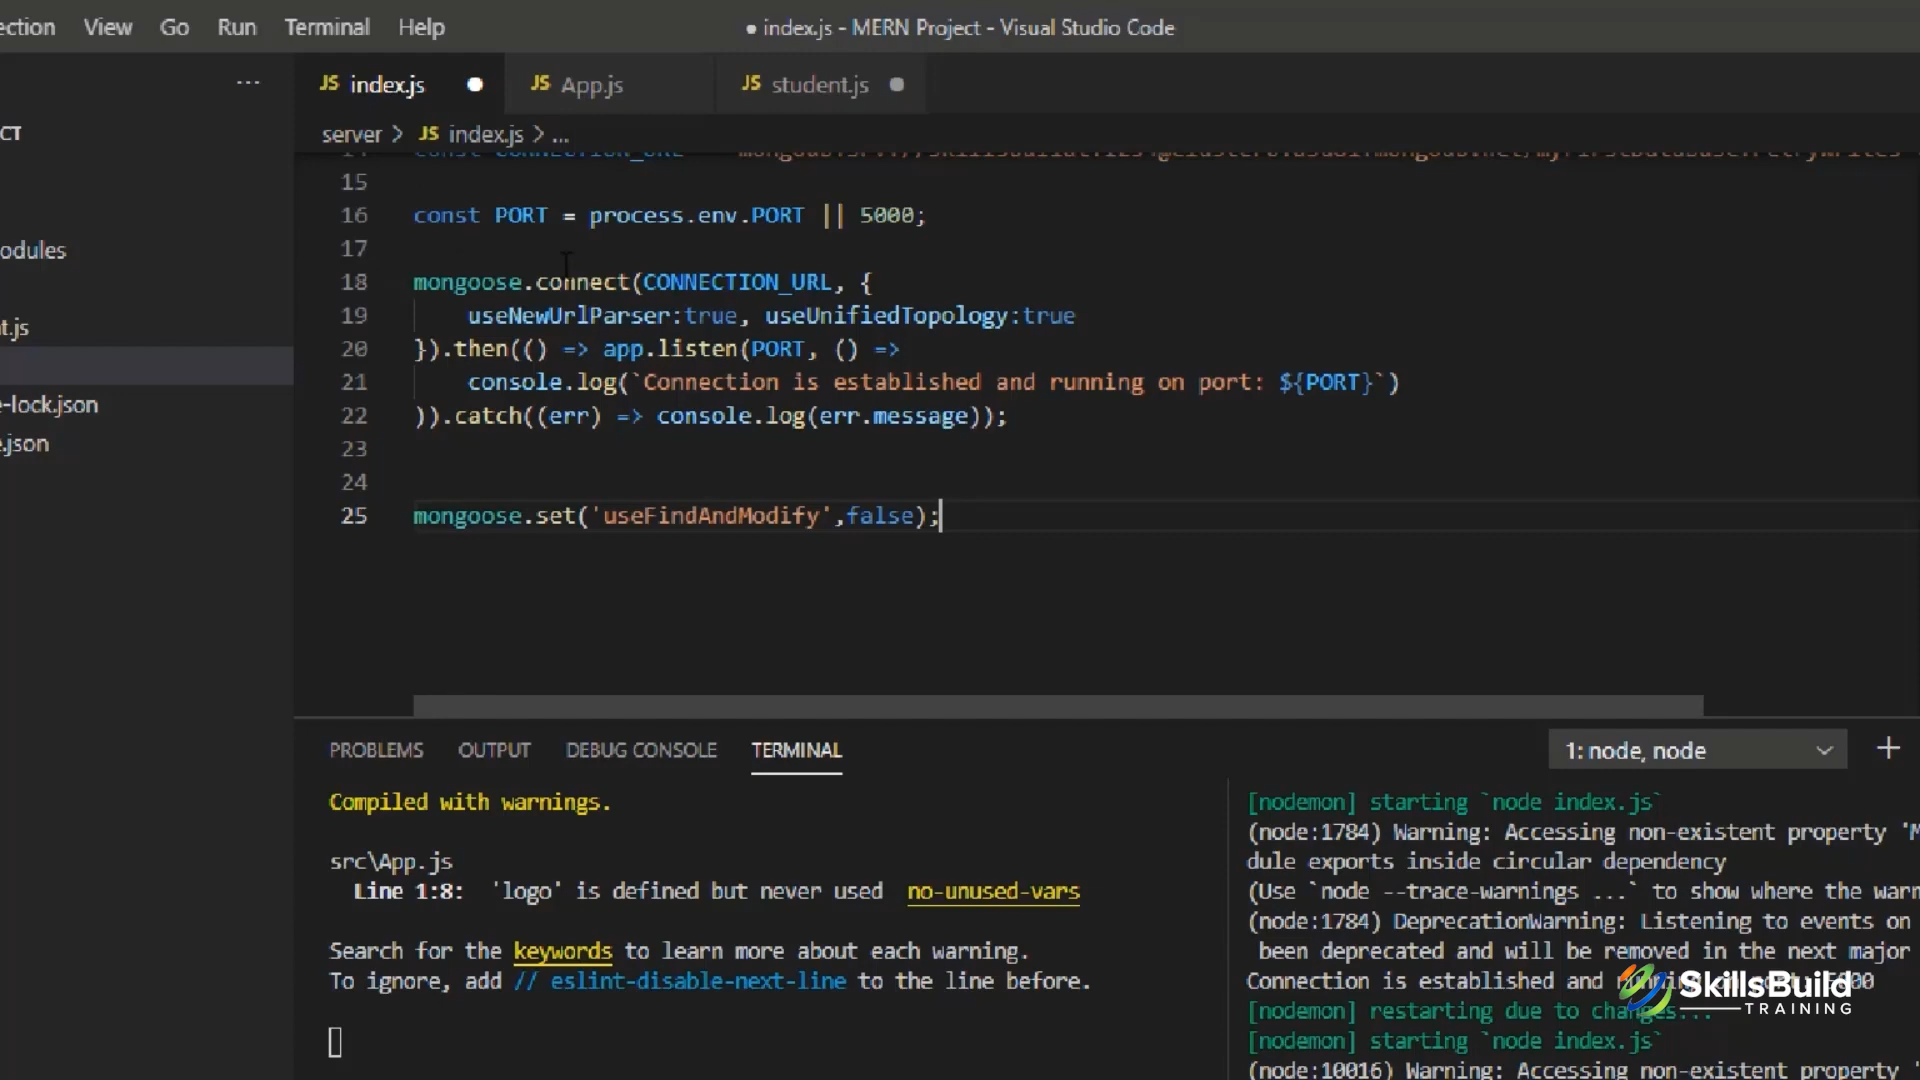 ection View Go Run Terminal Help
● index.js - MERN Project - Visual Studio Code
... JS index.js ● JS App.js JS student.js ●
CT
server > JS index.js > ...
15
16 const PORT = process.env.PORT || 5000;
17
odules
18 mongoose.connect(CONNECTION_URL, {
19 useNewUrlParser:true, useUnifiedTopology:true
t.js
20 }).then(() => app.listen(PORT, () =>
21 console.log(`Connection is established and running on port: ${PORT}`)
e-lock.json
22 )).catch((err) => console.log(err.message));
e.json
23
24
25 mongoose.set('useFindAndModify',false);
PROBLEMS OUTPUT DEBUG CONSOLE TERMINAL
1: node, node
Compiled with warnings.
src\App.js
Line 1:8: 'logo' is defined but never used no-unused-vars
Search for the keywords to learn more about each warning.
To ignore, add // eslint-disable-next-line to the line before.
[nodemon] starting `node index.js`
(node:1784) Warning: Accessing non-existent property 'M
dule exports inside circular dependency
(Use `node --trace-warnings ...` to show where the warn
(node:1784) DeprecationWarning: Listening to events on
been deprecated and will be removed in the next major
Connection is established and
[nodemon] restarting due to changes...
[nodemon] starting `node index.js`
(node:10016) Warning: Accessing non-existent property '
SkillsBuild
TRAINING